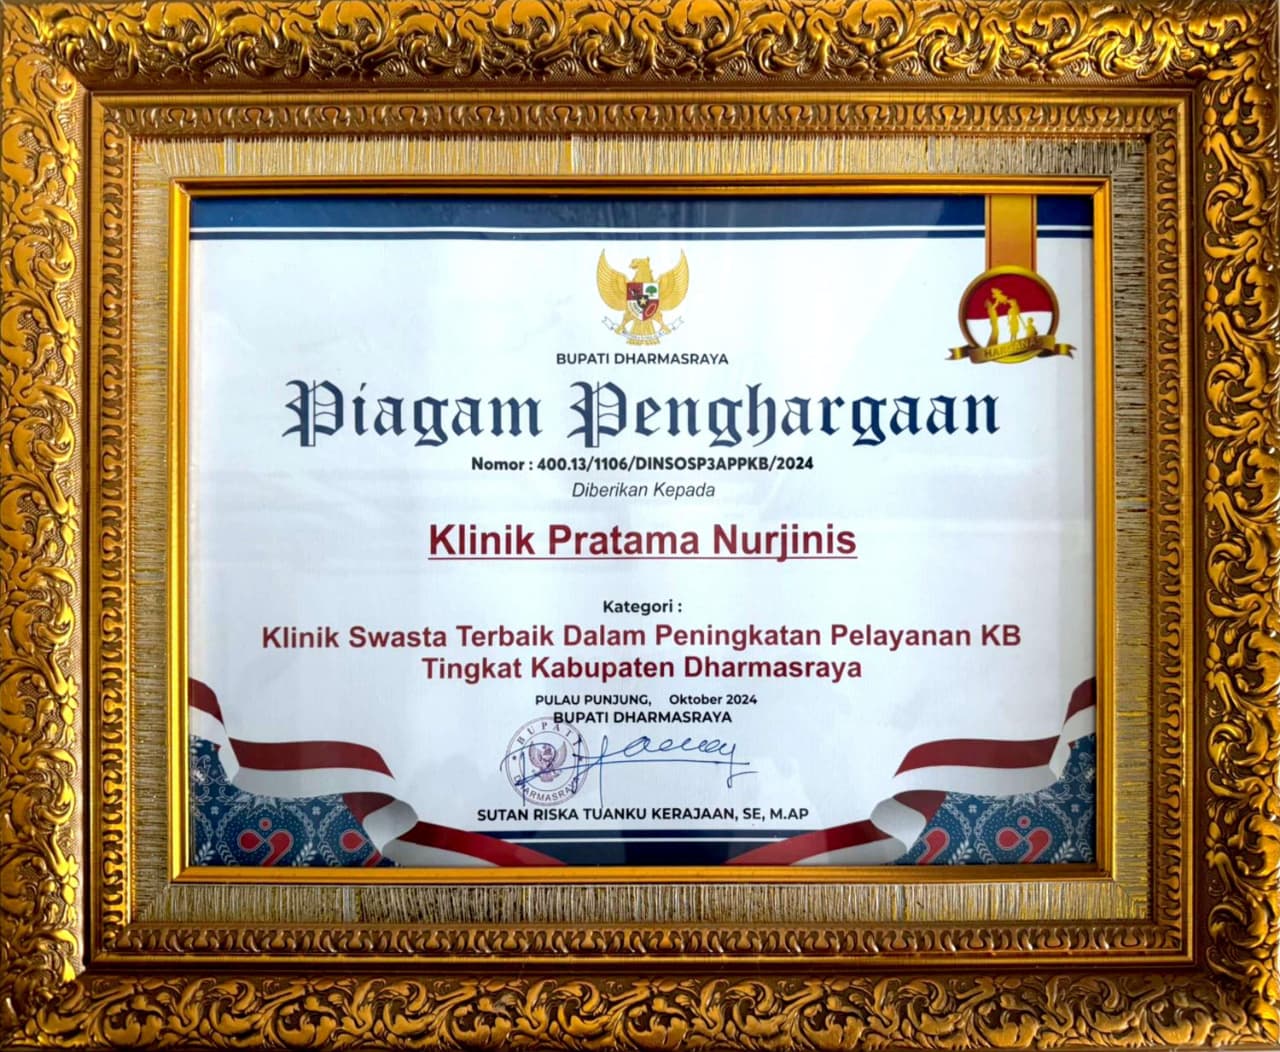 HARGANAS
BUPATI DHARMASRAYA
Piagam Penghargaan
Nomor : 400.13/1106/DINSOSP3APPKB/2024
Diberikan Kepada
Klinik Pratama Nurjinis
Kategori :
Klinik Swasta Terbaik Dalam Peningkatan Pelayanan KB
Tingkat Kabupaten Dharmasraya
PULAU PUNJUNG, Oktober 2024
BUPATI DHARMASRAYA
BUPATI
DHARMASRAYA
SUTAN RISKA TUANKU KERAJAAN, SE, M.AP